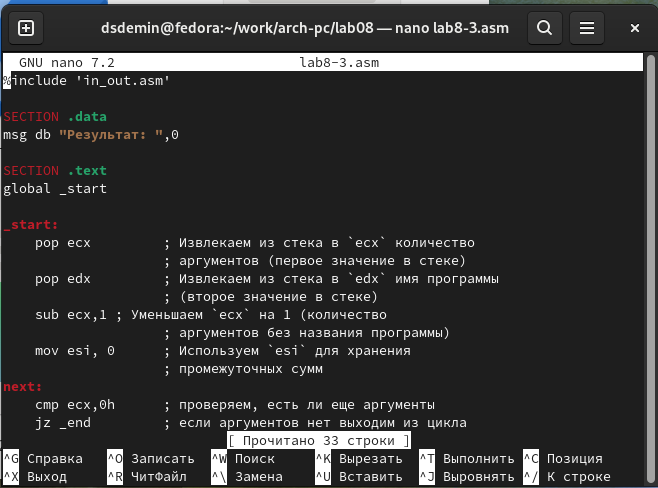 dsdemin@fedora:~/work/arch-pc/lab08 — nano lab8-3.asm
GNU nano 7.2 lab8-3.asm
%include 'in_out.asm'
SECTION .data
msg db "Результат: ",0
SECTION .text
global _start
_start:
pop ecx ; Извлекаем из стека в `ecx` количество
; аргументов (первое значение в стеке)
pop edx ; Извлекаем из стека в `edx` имя программы
; (второе значение в стеке)
sub ecx,1 ; Уменьшаем `ecx` на 1 (количество
; аргументов без названия программы)
mov esi, 0 ; Используем `esi` для хранения
; промежуточных сумм
next:
cmp ecx,0h ; проверяем, есть ли еще аргументы
jz _end ; если аргументов нет выходим из цикла
[ Прочитано 33 строки ]
^G Справка ^O Записать ^W Поиск ^K Вырезать ^T Выполнить ^C Позиция
^X Выход ^R ЧитФайл ^\ Замена ^U Вставить ^J Выровнять ^/ К строке